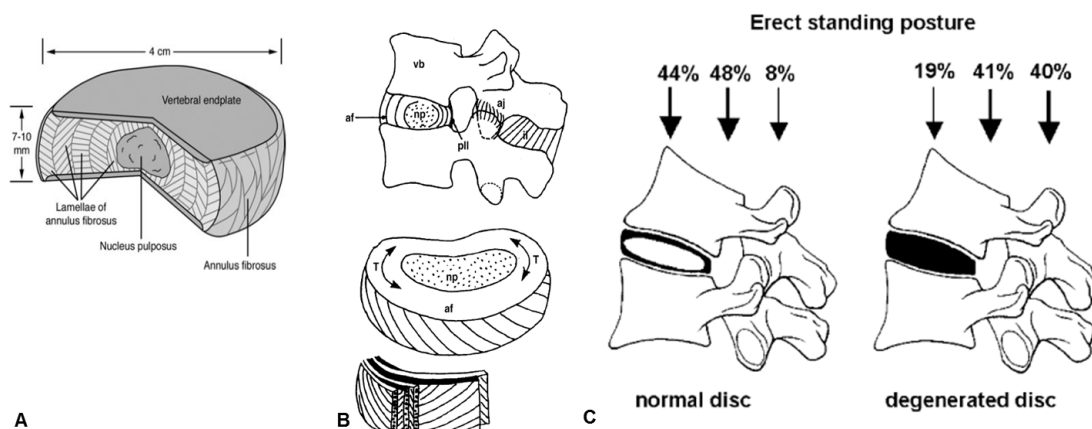 4 cm
Vertebral endplate
7-10
mm
Lamellae of
annulus fibrosus
Nucleus pulposus
Annulus fibrosus
A
vb
af
np
aj
il
pll
T
np
T
af
B
Erect standing posture
44% 48% 8%
19% 41% 40%
normal disc
degenerated disc
C